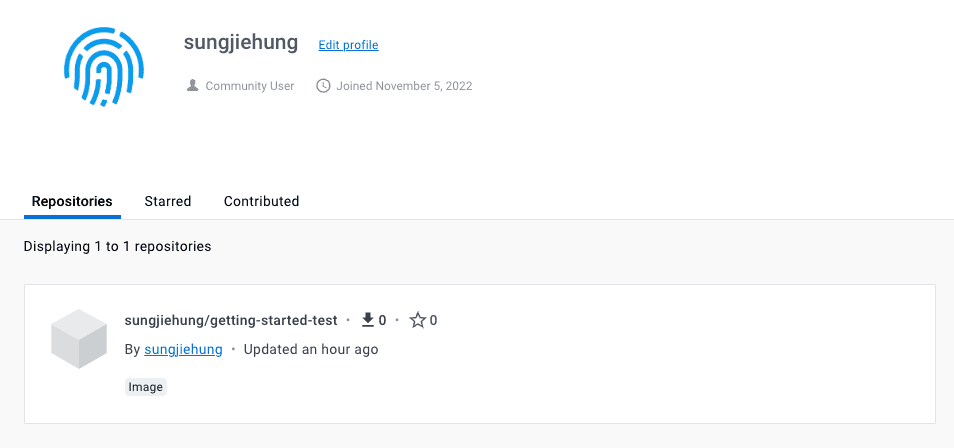 sungjiehung Edit profile
Community User Joined November 5, 2022
Repositories Starred Contributed
Displaying 1 to 1 repositories
sungjiehung/getting-started-test • 0 • 0
By sungjiehung • Updated an hour ago
Image